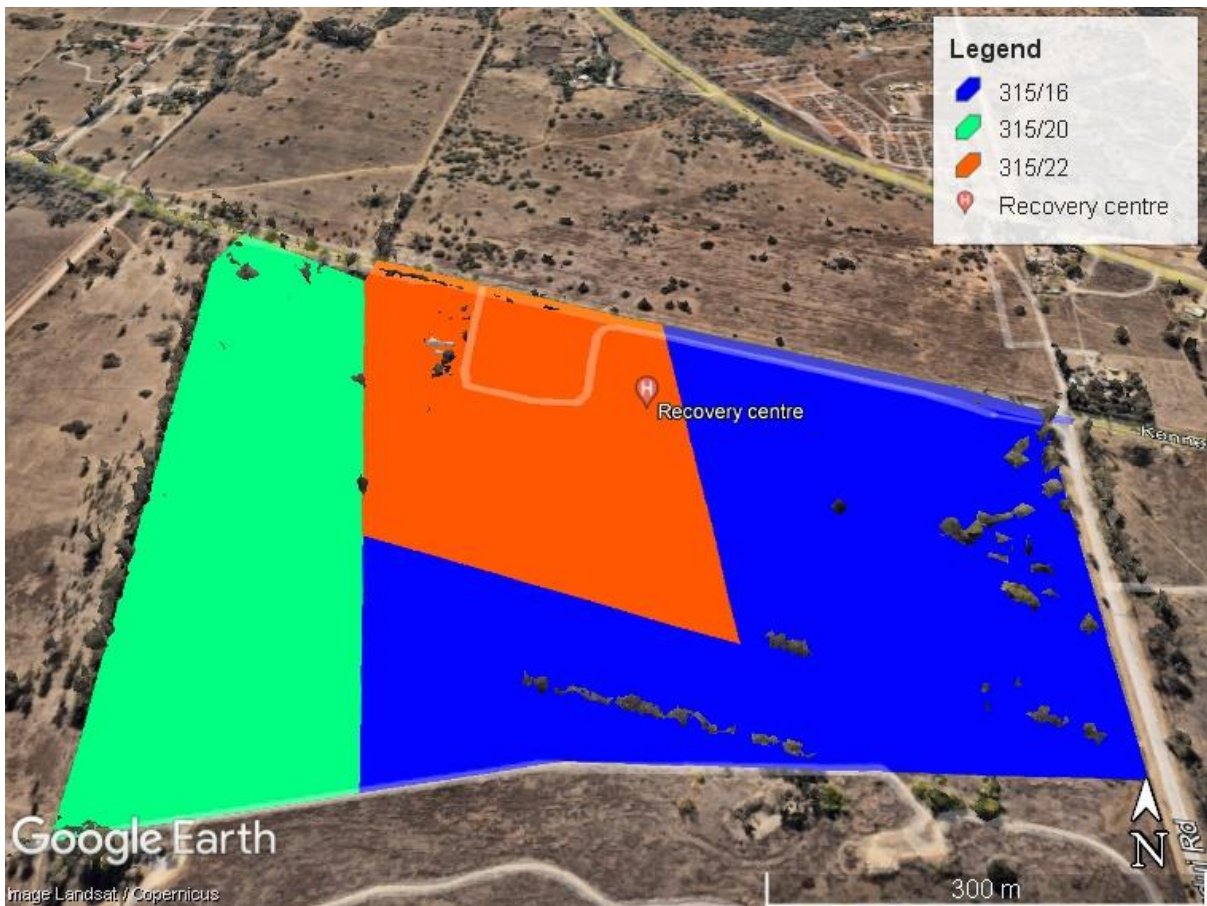 Legend
315/16
315/20
315/22
Recovery centre
H
Recovery centre
Google Earth
N
Image Landsat / Copernicus
300 m